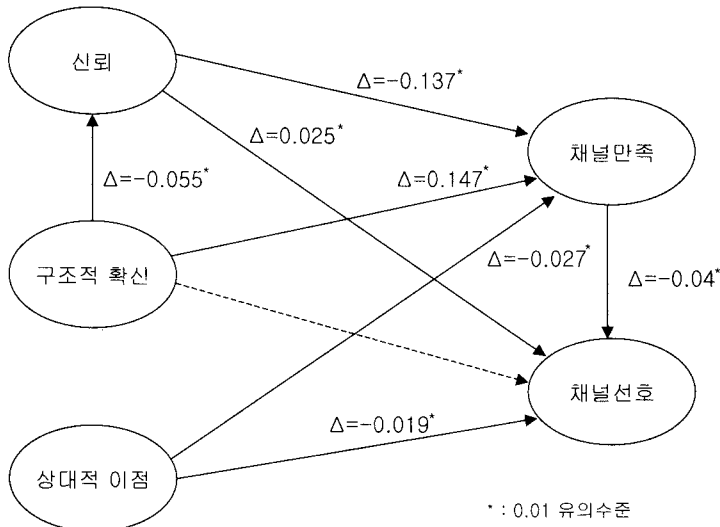 신뢰
Δ=-0.137*
Δ=0.025*
채널만족
Δ=-0.055*
Δ=0.147*
구조적 확신
Δ=-0.027*
Δ=-0.04*
채널선호
Δ=-0.019*
상대적 이점
* : 0.01 유의수준